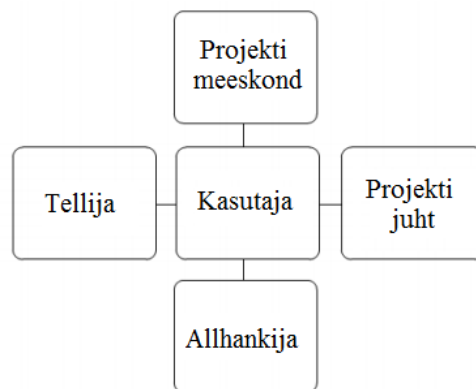 Projekti
meeskond
Tellija
Kasutaja
Projekti
juht
Allhankija